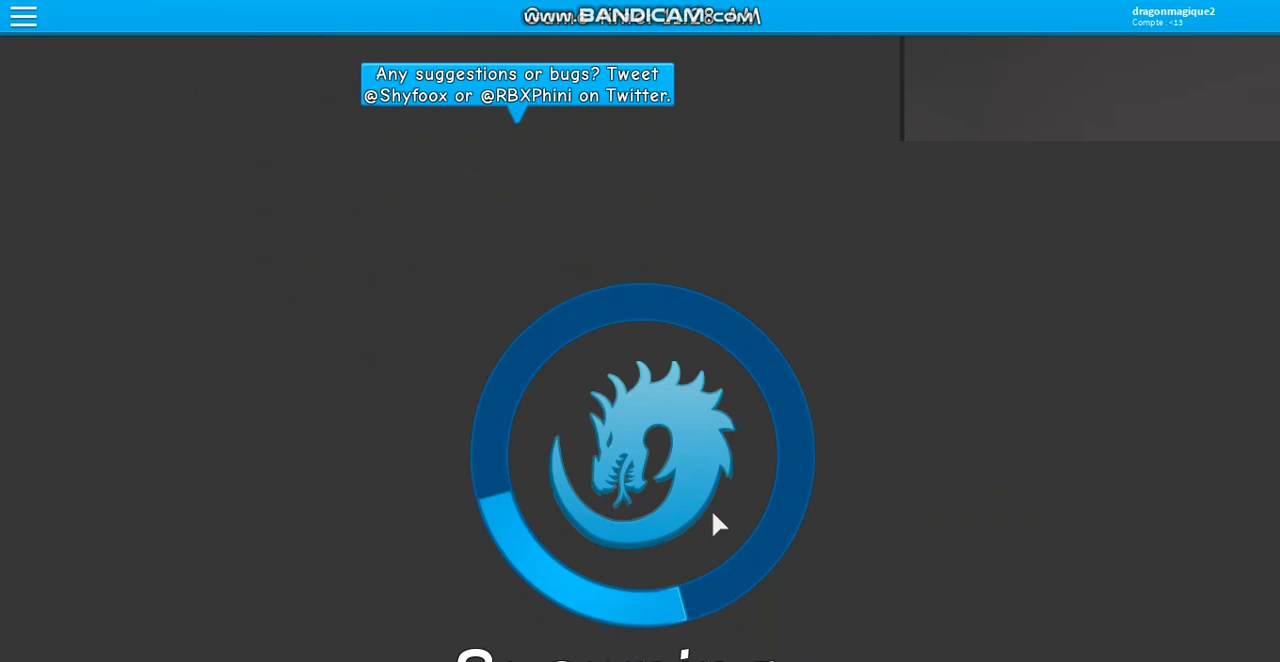 www.BANDICAM.com
dragonmagique2
Compte : <13
Any suggestions or bugs? Tweet
@Shyfoox or @RBXPhini on Twitter.